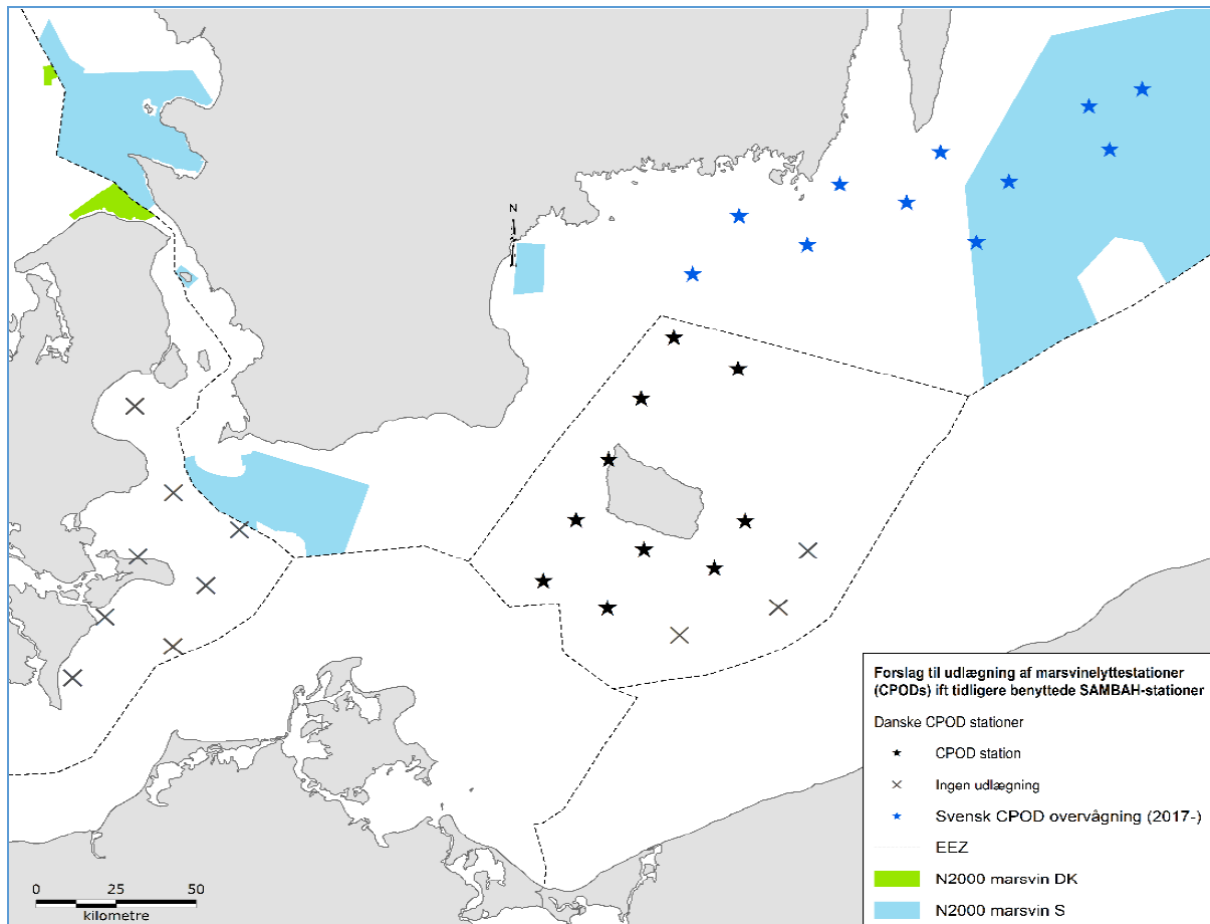 N
Forslag til udlægning af marsvinelyttestationer
(CPODs) ift tidligere benyttede SAMBAH-stationer
Danske CPOD stationer
CPOD station
Ingen udlægning
Svensk CPOD overvågning (2017-)
EEZ
N2000 marsvin DK
N2000 marsvin S
0 25 50
kilometre